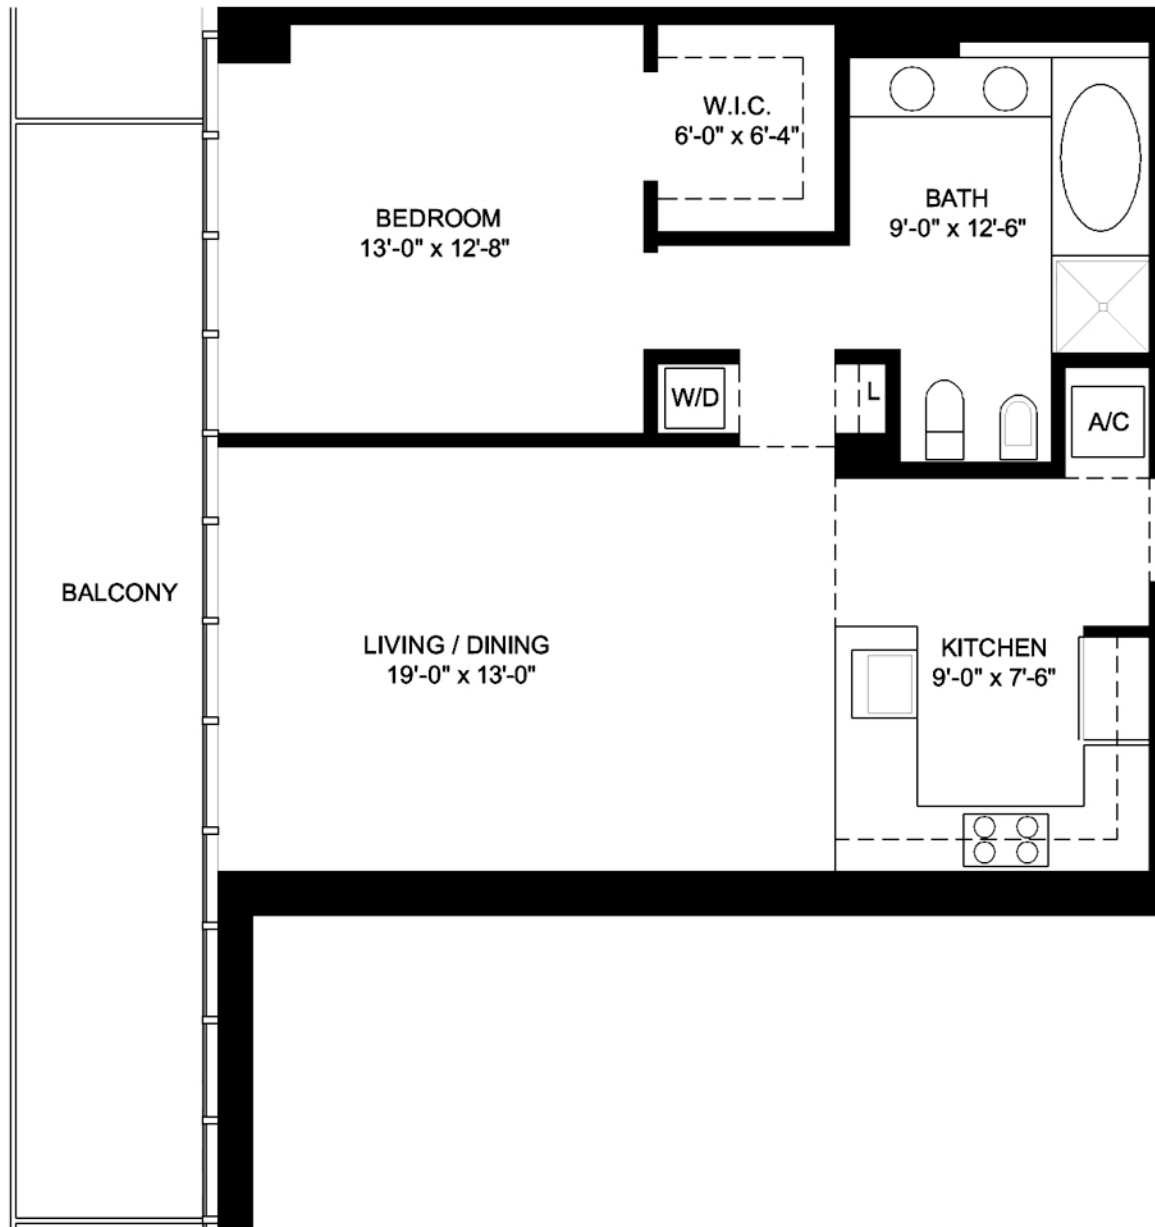 W.I.C.
6'-0" x 6'-4"
BEDROOM
13'-0" x 12'-8"
BATH
9'-0" x 12'-6"
W/D
L
A/C
BALCONY
LIVING / DINING
19'-0" x 13'-0"
KITCHEN
9'-0" x 7'-6"